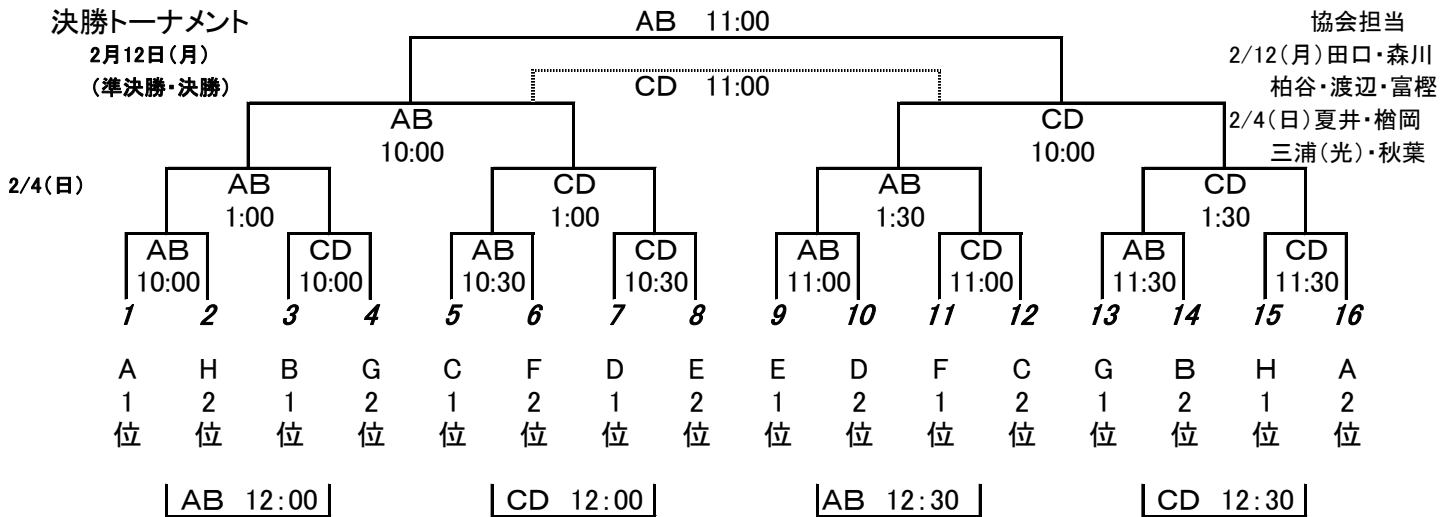 決勝トーナメント
AB 11:00
協会担当
2月12日(月)
2/12(月)田口・森川
(準決勝・決勝)
CD 11:00
柏谷・渡辺・富樫
AB
CD
2/4(日)夏井・楢岡
10:00
10:00
三浦(光)・秋葉
2/4(日)
AB
CD
AB
CD
1:00
1:00
1:30
1:30
AB
CD
AB
CD
AB
CD
AB
CD
10:00
10:00
10:30
10:30
11:00
11:00
11:30
11:30
1 2 3 4 5 6 7 8 9 10 11 12 13 14 15 16
A H B G C F D E E D F C G B H A
1 2 1 2 1 2 1 2 1 2 1 2 1 2 1 2
位 位 位 位 位 位 位 位 位 位 位 位 位 位 位 位
AB 12:00
CD 12:00
AB 12:30
CD 12:30